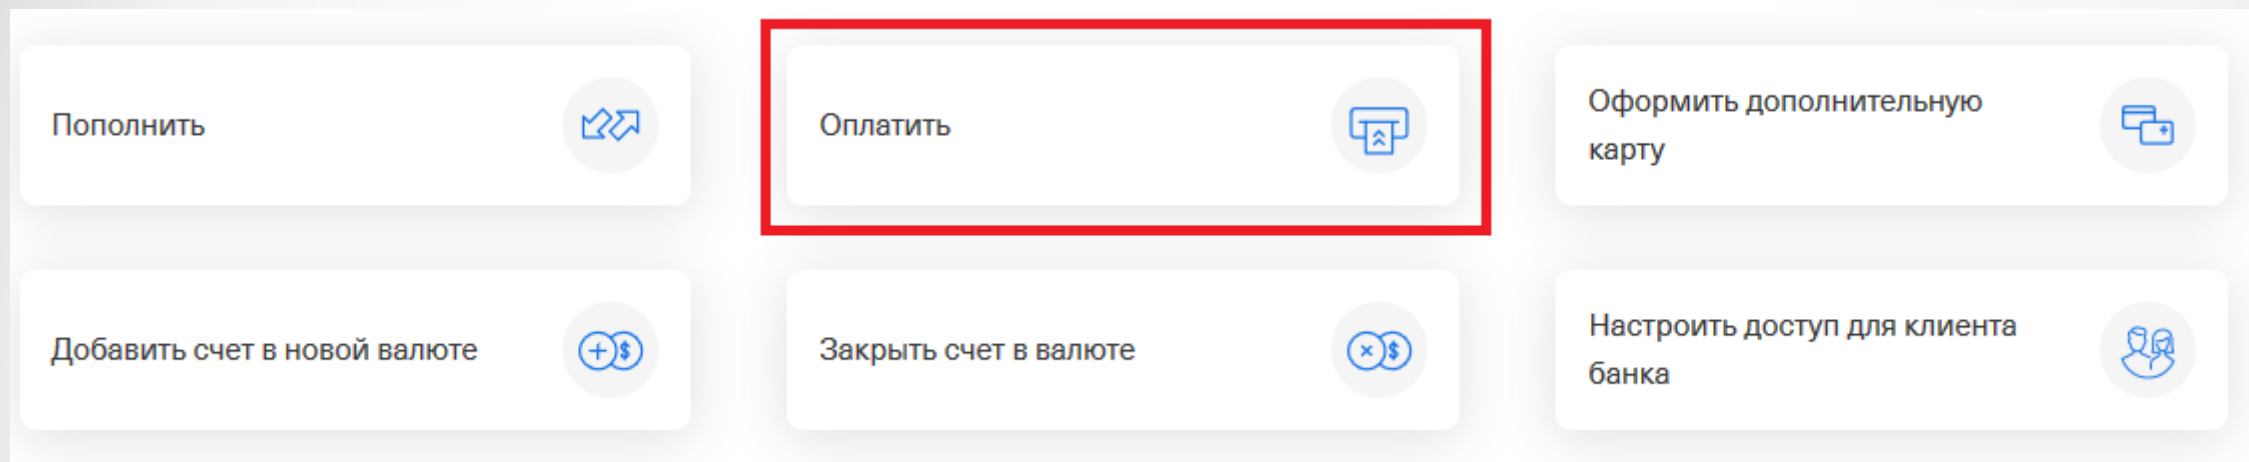 Пополнить
Оплатить
Оформить дополнительную
карту
Добавить счет в новой валюте
Закрыть счет в валюте
Настроить доступ для клиента
банка